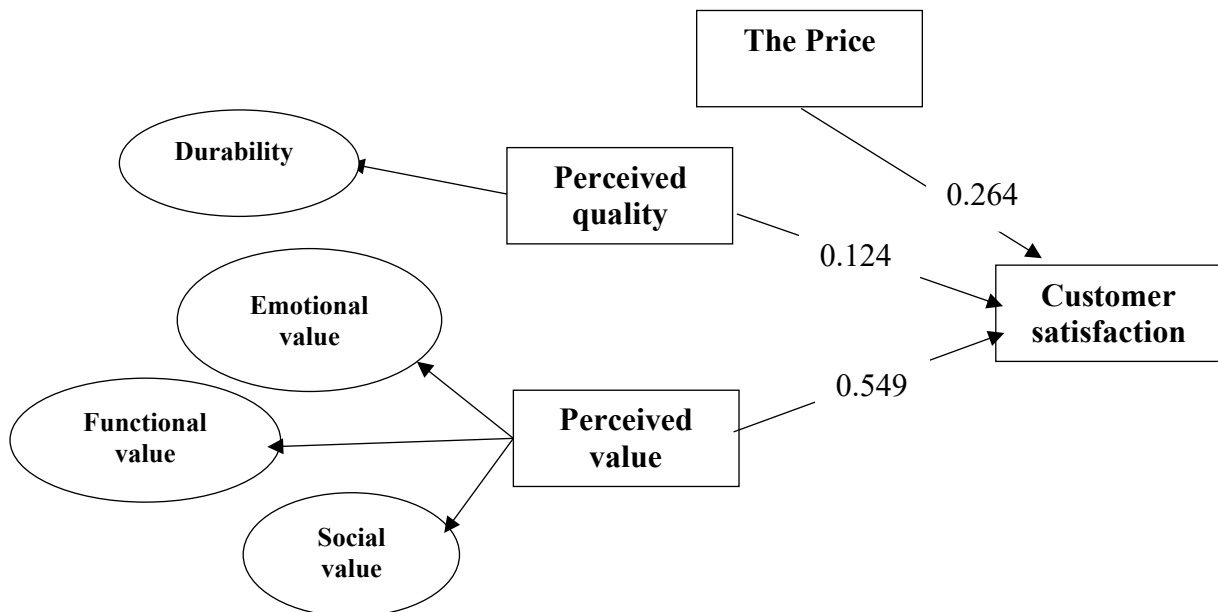 The Price
Durability
Perceived
quality
0.264
0.124
Customer
satisfaction
Emotional
value
0.549
Functional
value
Perceived
value
Social
value